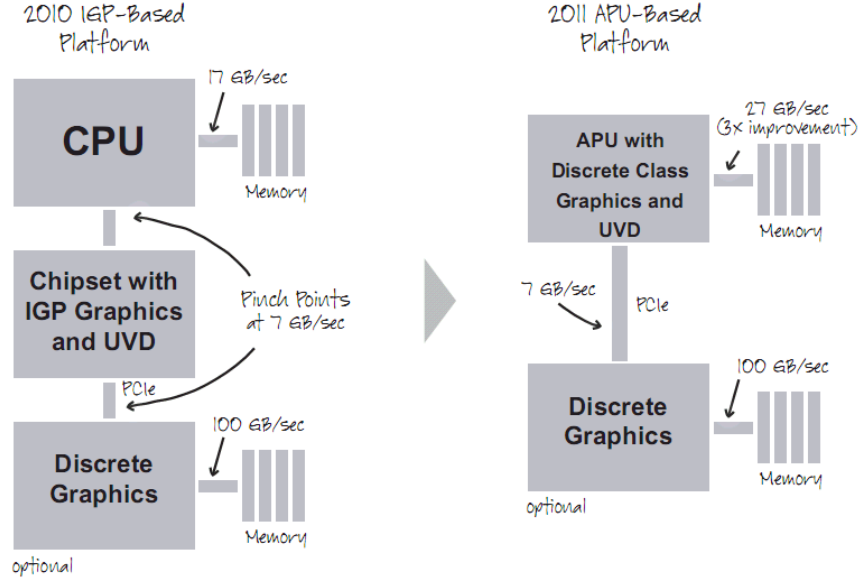 2010 IGP-Based
Platform
17 GB/sec
CPU
Memory
Chipset with
IGP Graphics
and UVD
Pinch Points
at 7 GB/sec
PCIe
100 GB/sec
Discrete
Graphics
Memory
optional
2011 APU-Based
Platform
27 GB/sec
(3x improvement)
APU with
Discrete Class
Graphics and
UVD
Memory
7 GB/sec
PCIe
100 GB/sec
Discrete
Graphics
Memory
optional